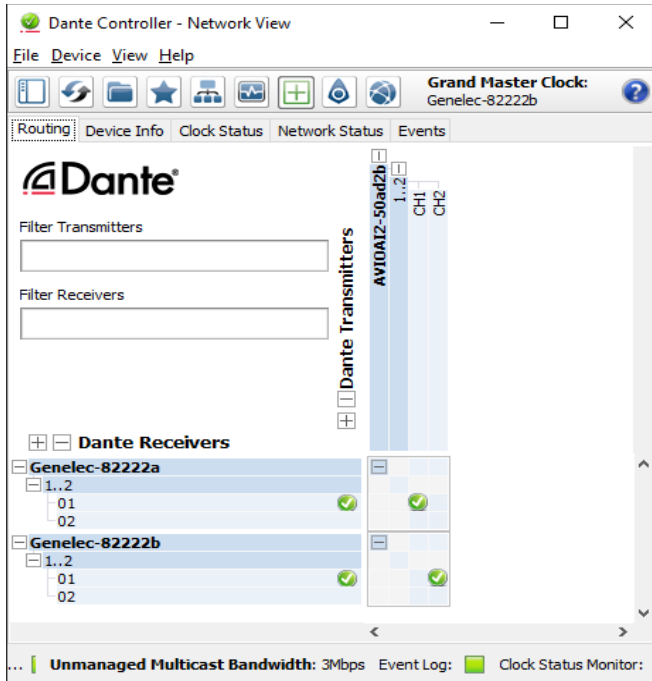 Dante Controller - Network View
File Device View Help
Grand Master Clock:
Genelec-82222b
?
Routing Device Info Clock Status Network Status Events
Dante®
Filter Transmitters
Filter Receivers
Dante Transmitters
AVIOAI2-50ad2b
1..2
CH1
CH2
Dante Receivers
Genelec-82222a
1..2
01
02
Genelec-82222b
1..2
01
02
... Unmanaged Multicast Bandwidth: 3Mbps Event Log: Clock Status Monitor: